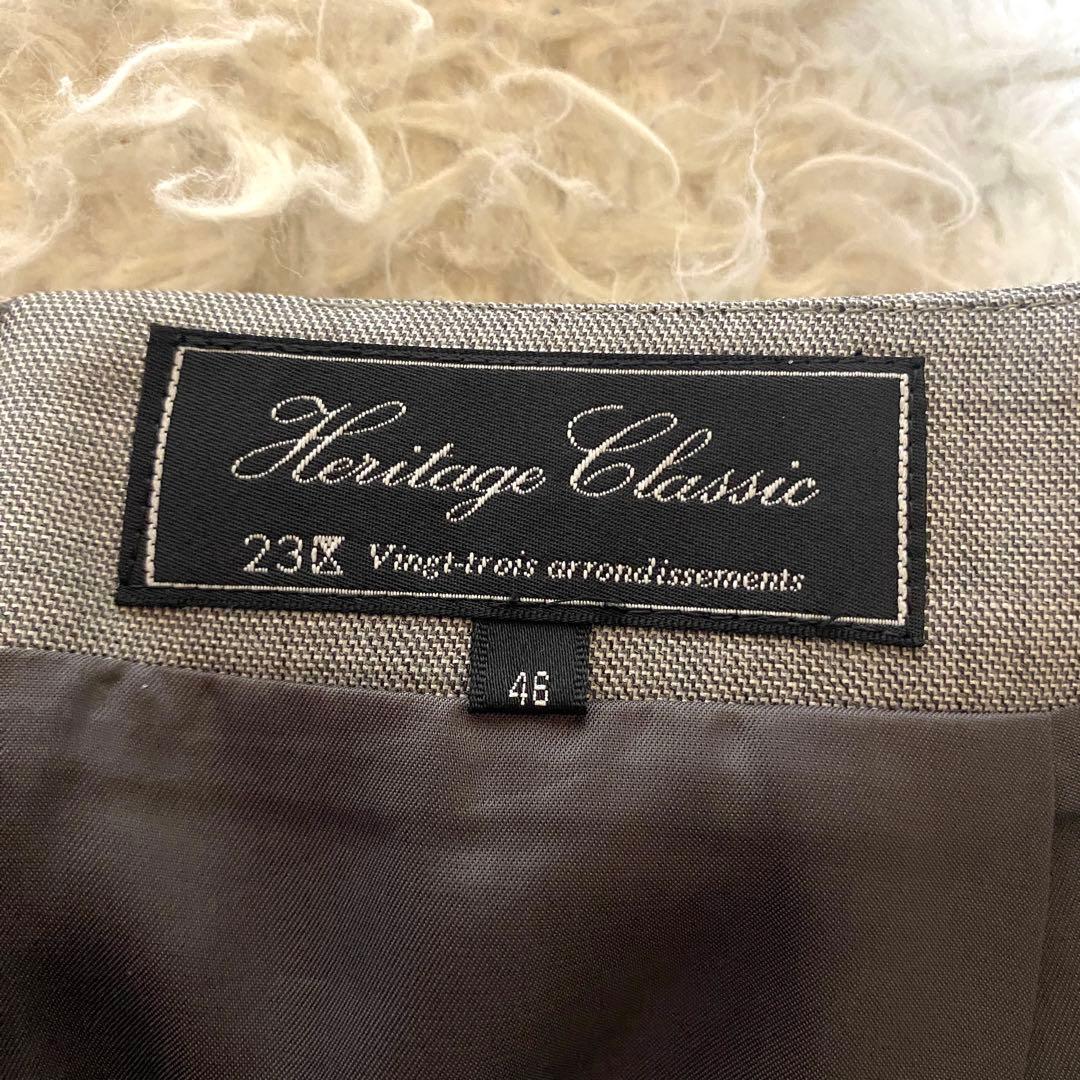 Heritage Classic
23区 Vingt-trois arrondissements
46